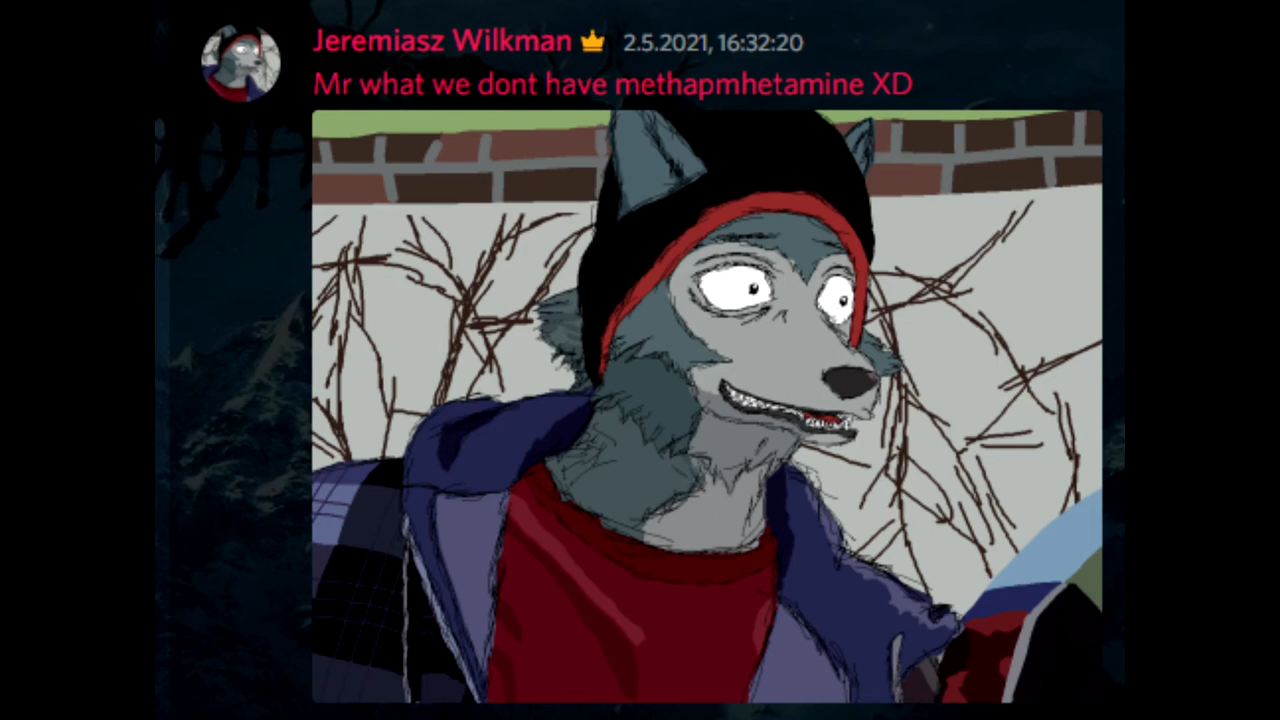 Jeremiasz Wilkman 2.5.2021, 16:32:20
Mr what we dont have methapmhetamine XD